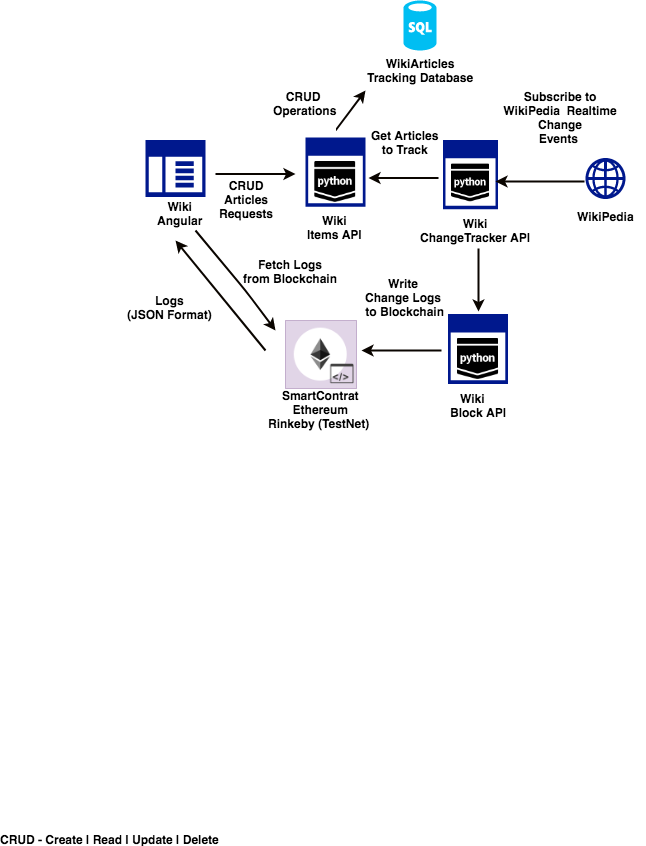 SQL
WikiArticles
Tracking Database
CRUD
Operations
Subscribe to
WikiPedia Realtime
Change
Events
Get Articles
to Track
python
python
CRUD
Articles
Requests
Wiki
Angular
Wiki
Items API
Wiki
ChangeTracker API
WikiPedia
Fetch Logs
from Blockchain
Logs
(JSON Format)
Write
Change Logs
to Blockchain
python
</>
SmartContrat
Ethereum
Rinkeby (TestNet)
Wiki
Block API
CRUD - Create | Read | Update | Delete